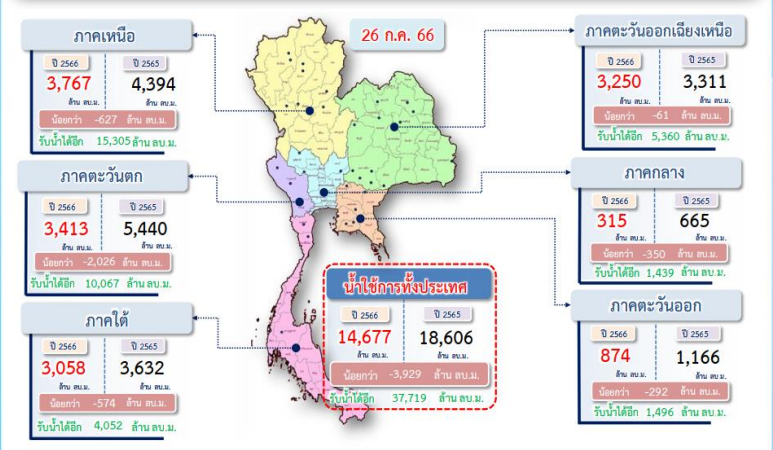 26 ก.ค. 66
ภาคเหนือ
ปี 2566 ปี 2565
3,767 4,394
ล้าน ลบ.ม. ล้าน ลบ.ม.
น้อยกว่า -627 ล้าน ลบ.ม.
รับน้ำได้อีก 15,305 ล้าน ลบ.ม.
ภาคตะวันตก
ปี 2566 ปี 2565
3,413 5,440
ล้าน ลบ.ม. ล้าน ลบ.ม.
น้อยกว่า -2,026 ล้าน ลบ.ม.
รับน้ำได้อีก 10,067 ล้าน ลบ.ม.
ภาคใต้
ปี 2566 ปี 2565
3,058 3,632
ล้าน ลบ.ม. ล้าน ลบ.ม.
น้อยกว่า -574 ล้าน ลบ.ม.
รับน้ำได้อีก 4,052 ล้าน ลบ.ม.
น้ำใช้การทั้งประเทศ
ปี 2566 ปี 2565
14,677 18,606
ล้าน ลบ.ม. ล้าน ลบ.ม.
น้อยกว่า -3,929 ล้าน ลบ.ม.
รับน้ำได้อีก 37,719 ล้าน ลบ.ม.
ภาคตะวันออกเฉียงเหนือ
ปี 2566 ปี 2565
3,250 3,311
ล้าน ลบ.ม. ล้าน ลบ.ม.
น้อยกว่า -61 ล้าน ลบ.ม.
รับน้ำได้อีก 5,360 ล้าน ลบ.ม.
ภาคกลาง
ปี 2566 ปี 2565
315 665
ล้าน ลบ.ม. ล้าน ลบ.ม.
น้อยกว่า -350 ล้าน ลบ.ม.
รับน้ำได้อีก 1,439 ล้าน ลบ.ม.
ภาคตะวันออก
ปี 2566 ปี 2565
874 1,166
ล้าน ลบ.ม. ล้าน ลบ.ม.
น้อยกว่า -292 ล้าน ลบ.ม.
รับน้ำได้อีก 1,496 ล้าน ลบ.ม.